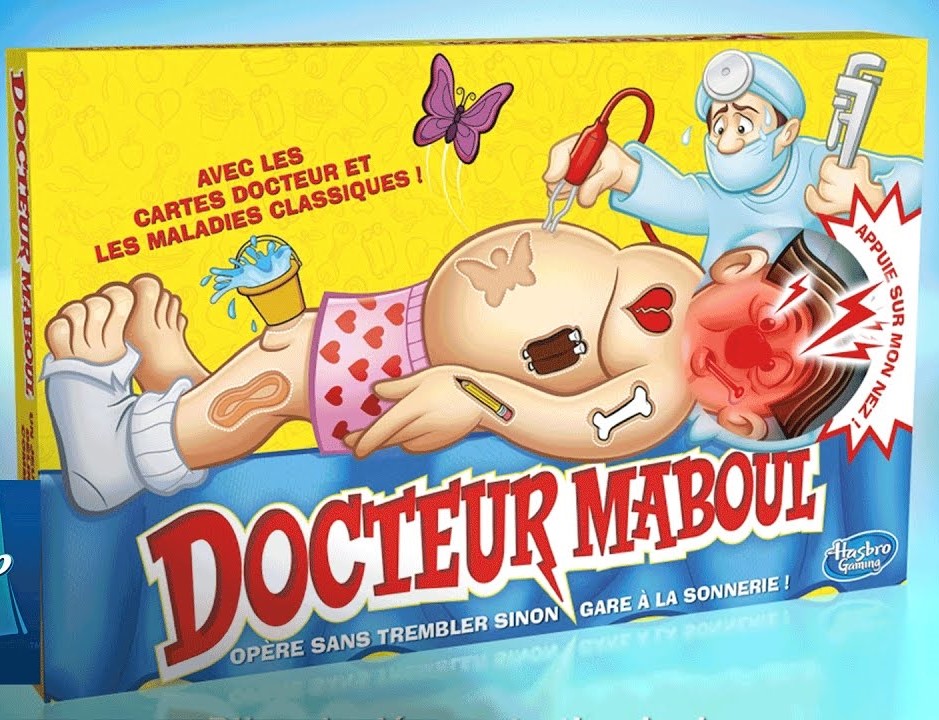 AVEC LES
CARTES DOCTEUR ET
LES MALADIES CLASSIQUES !
APPUIE SUR MON NEZ !
DOCTEUR MABOUL
DOCTEUR MABOUL
Hasbro
Gaming
OPÈRE SANS TREMBLER SINON GARE À LA SONNERIE !